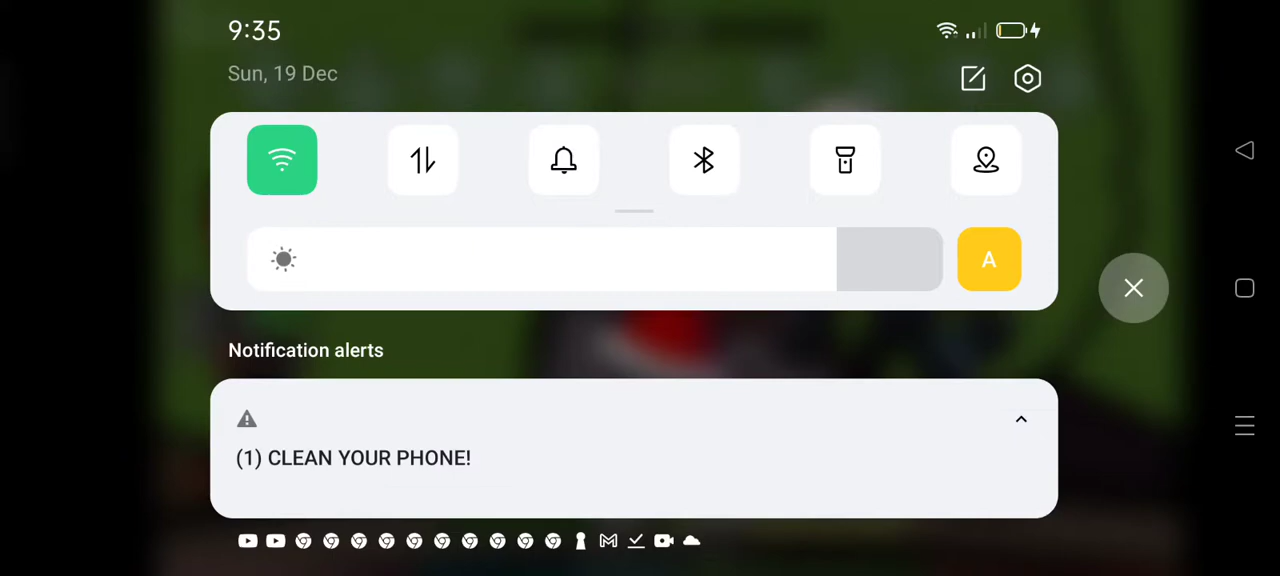 9:35
Sun, 19 Dec
A
Notification alerts
(1) CLEAN YOUR PHONE!